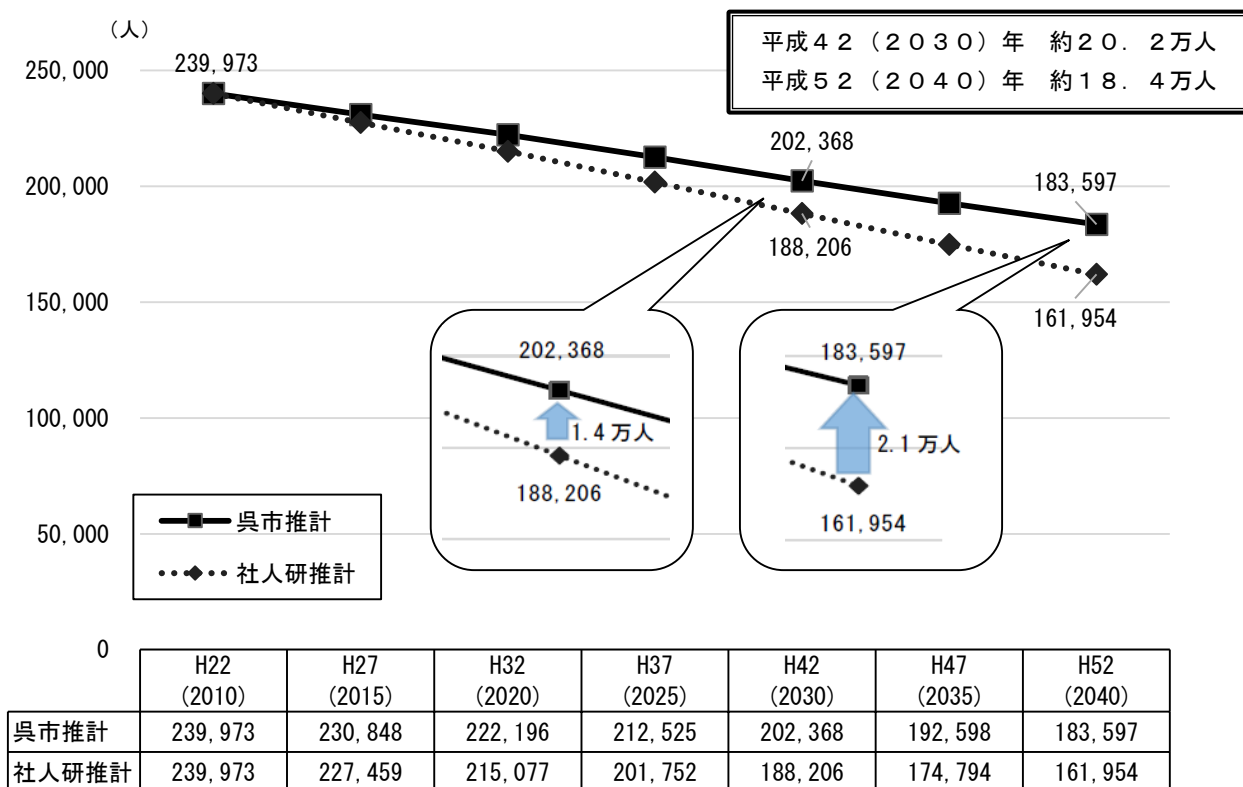 （人）
平成４２（２０３０）年　約２０．２万人
平成５２（２０４０）年　約１８．４万人
250,000
239,973
200,000
202,368
183,597
188,206
150,000
161,954
202,368
1.4万人
188,206
183,597
2.1万人
161,954
100,000
50,000
呉市推計
社人研推計
0
H22 H27 H32 H37 H42 H47 H52
(2010) (2015) (2020) (2025) (2030) (2035) (2040)
呉市推計 239,973 230,848 222,196 212,525 202,368 192,598 183,597
社人研推計 239,973 227,459 215,077 201,752 188,206 174,794 161,954